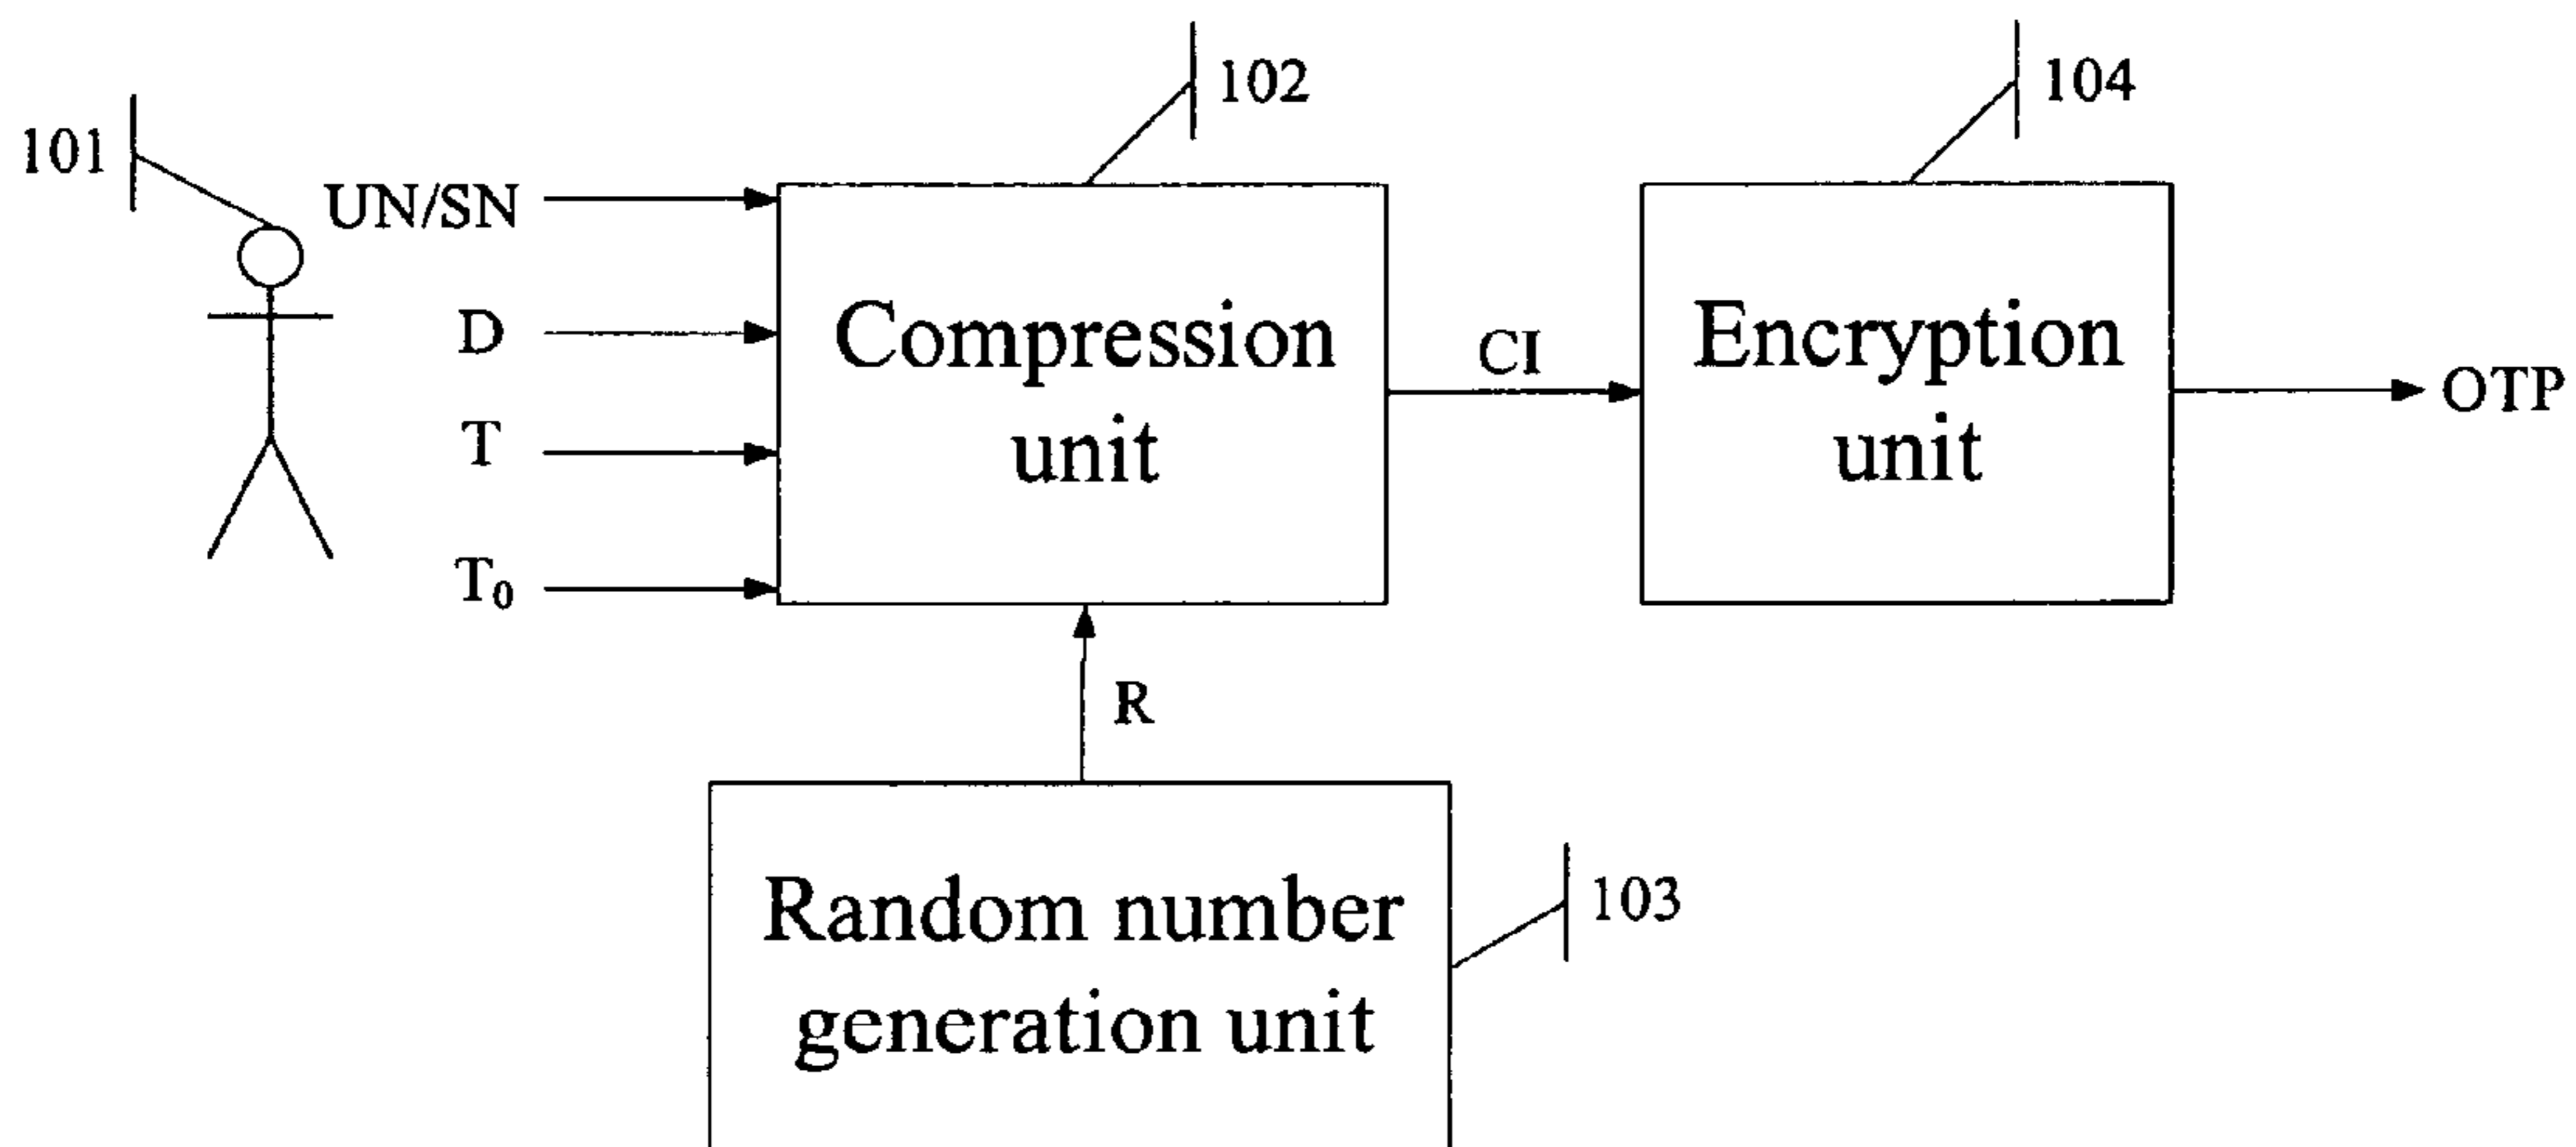 102
104
101
UN/SN
D
T
T₀
Compression
unit
CI
Encryption
unit
OTP
R
Random number
generation unit
103